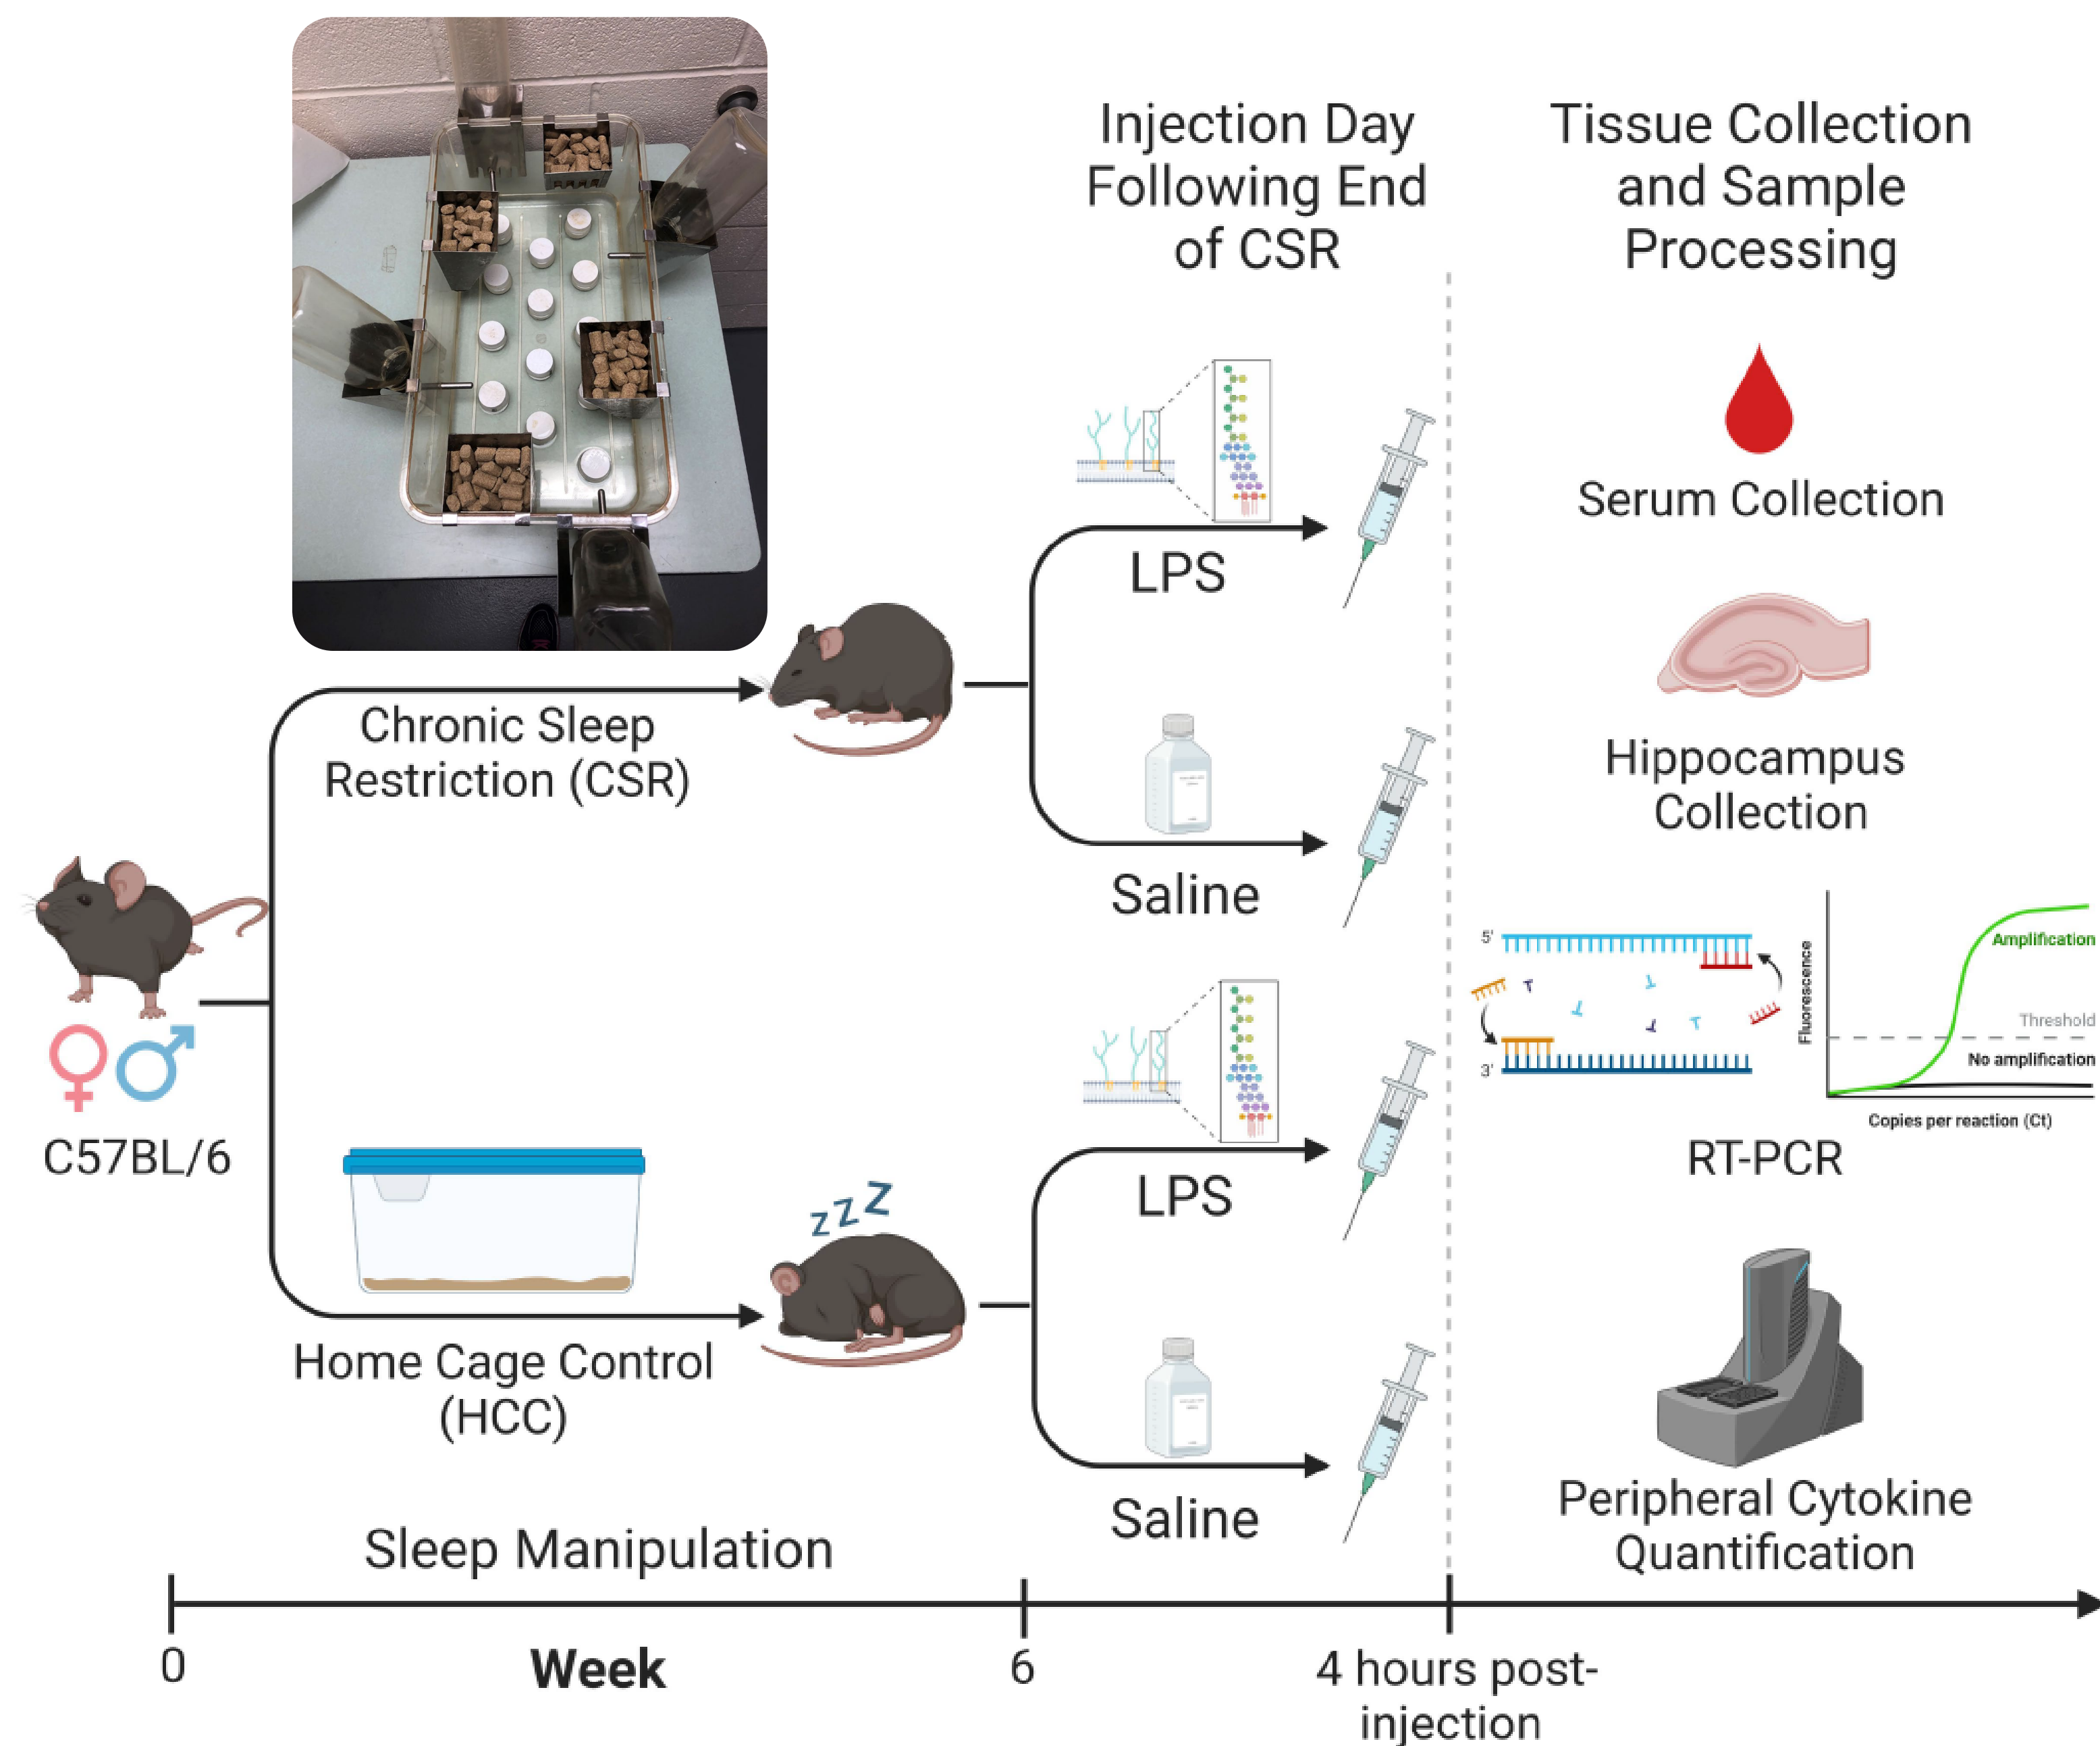 Injection Day
Following End
of CSR
Tissue Collection
and Sample
Processing
LPS
Serum Collection
Chronic Sleep
Restriction (CSR)
Hippocampus
Collection
Saline
C57BL/6
5'
3'
Fluorescence
Amplification
Threshold
No amplification
Copies per reaction (Ct)
RT-PCR
zzZ
LPS
Home Cage Control
(HCC)
Saline
Peripheral Cytokine
Quantification
Sleep Manipulation
0
Week
6
4 hours post-
injection